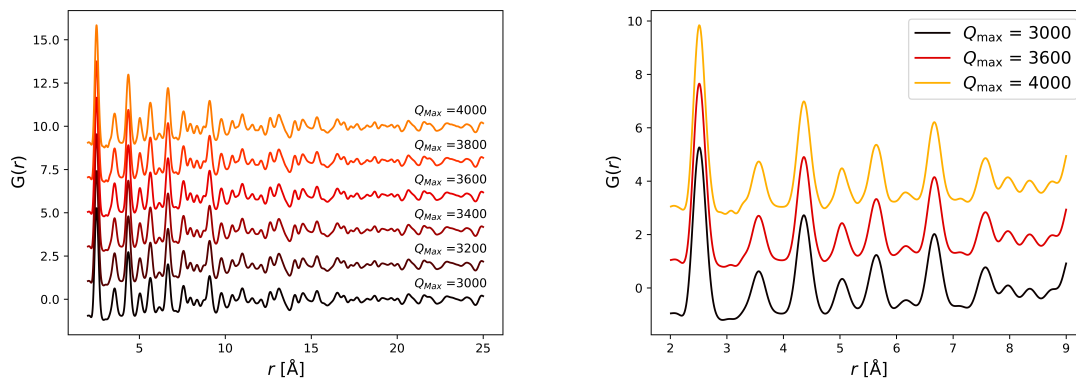 G(r)
15.0
12.5
10.0
7.5
5.0
2.5
0.0
Q_Max =4000
Q_Max =3800
Q_Max =3600
Q_Max =3400
Q_Max =3200
Q_Max =3000
5 10 15 20 25
r [Å]
G(r)
10
8
6
4
2
0
Q_max = 3000
Q_max = 3600
Q_max = 4000
2 3 4 5 6 7 8 9
r [Å]